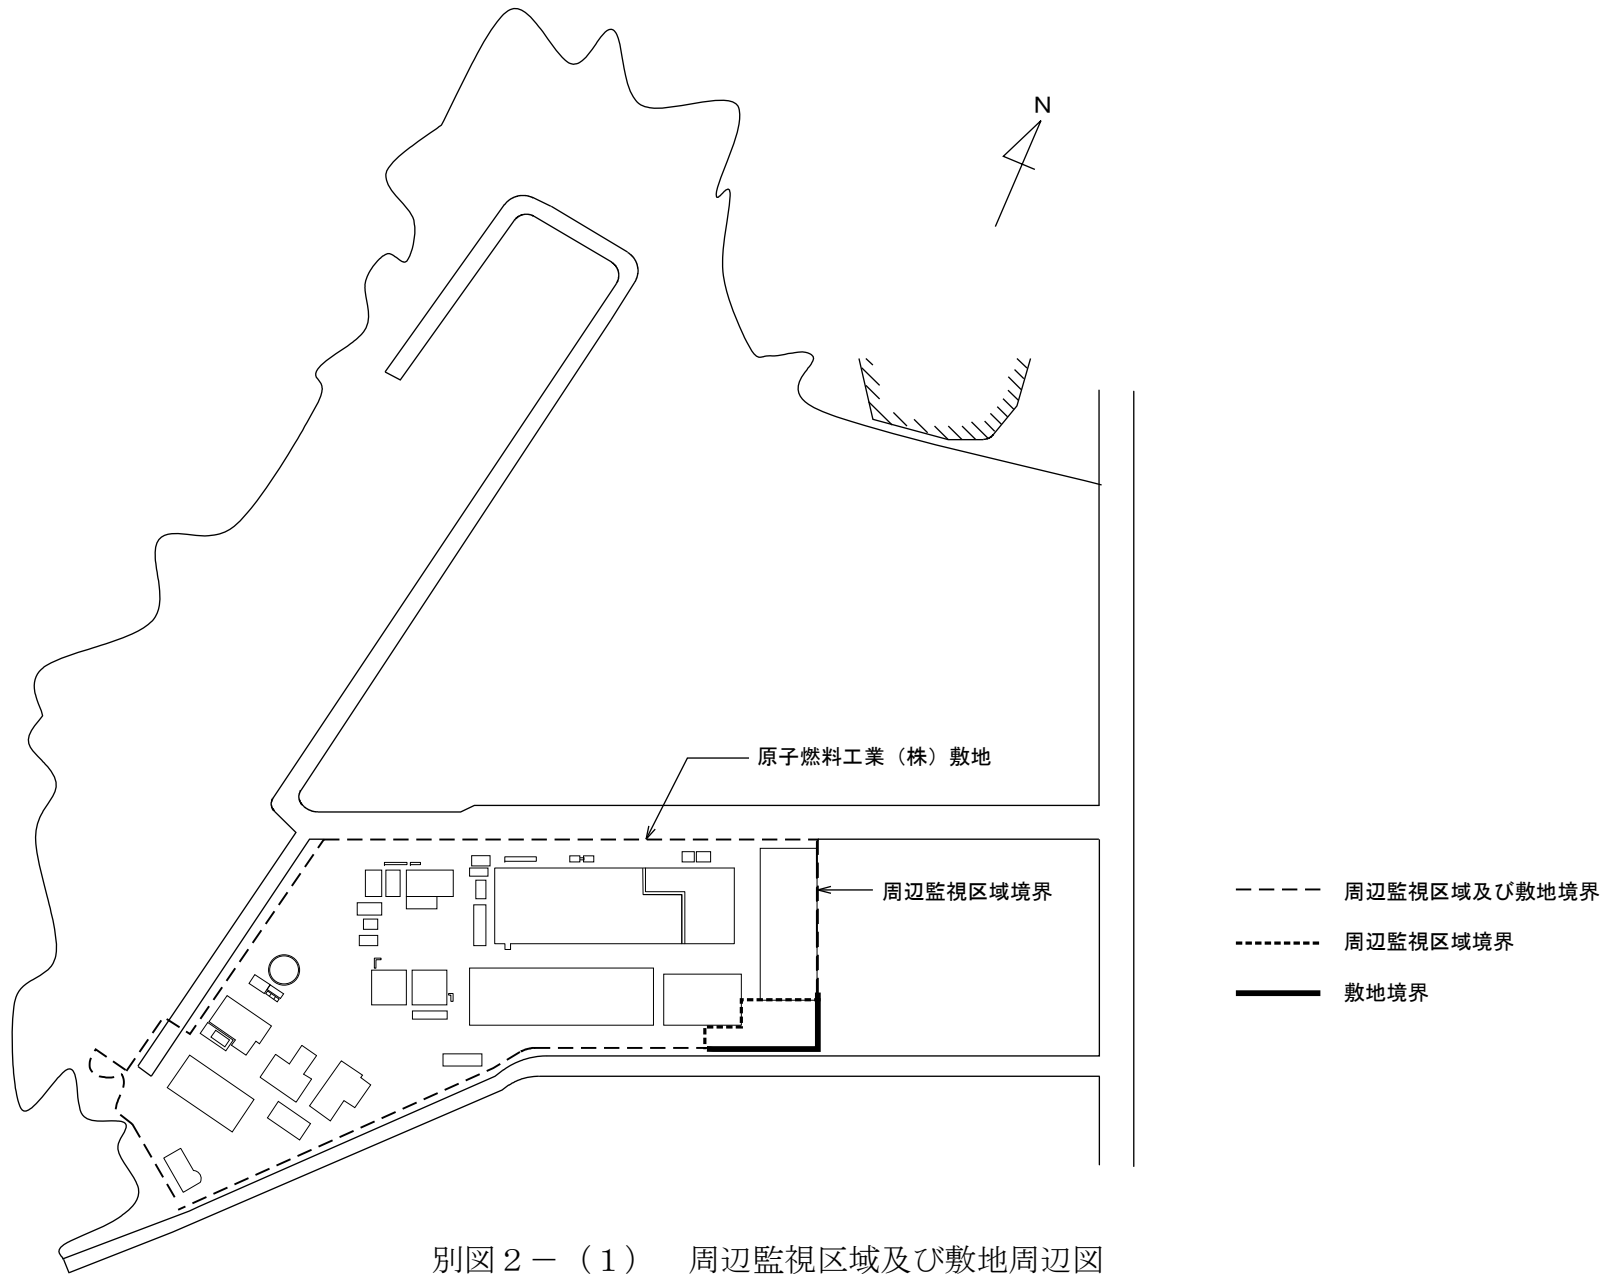 N
原子燃料工業（株）敷地
周辺監視区域境界
周辺監視区域及び敷地境界
周辺監視区域境界
敷地境界
別図２－（１）　周辺監視区域及び敷地周辺図